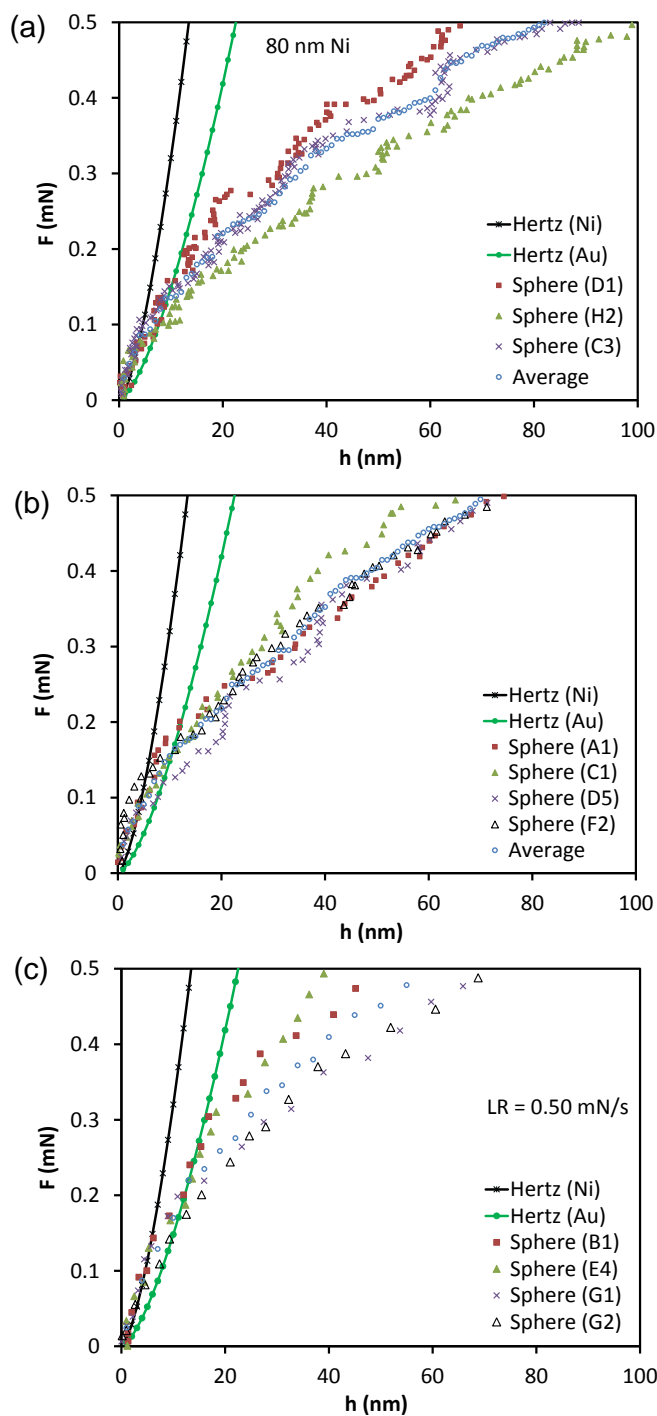 (a)
80 nm Ni
F (mN)
0.5
0.4
0.3
0.2
0.1
0
Hertz (Ni)
Hertz (Au)
Sphere (D1)
Sphere (H2)
Sphere (C3)
Average
0 20 40 60 80 100
h (nm)
(b)
F (mN)
0.5
0.4
0.3
0.2
0.1
0
Hertz (Ni)
Hertz (Au)
Sphere (A1)
Sphere (C1)
Sphere (D5)
Sphere (F2)
Average
0 20 40 60 80 100
h (nm)
(c)
F (mN)
0.5
0.4
0.3
0.2
0.1
0
LR = 0.50 mN/s
Hertz (Ni)
Hertz (Au)
Sphere (B1)
Sphere (E4)
Sphere (G1)
Sphere (G2)
0 20 40 60 80 100
h (nm)